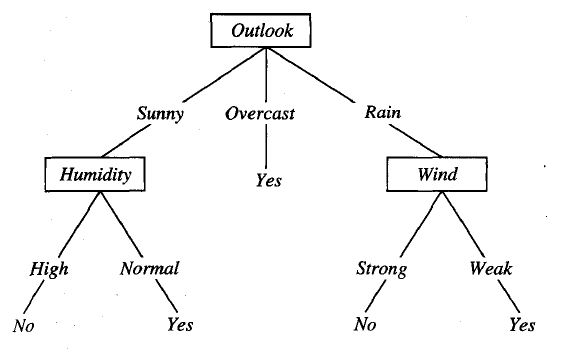 Outlook
Sunny Overcast Rain
Humidity Yes Wind
High Normal Strong Weak
No Yes No Yes